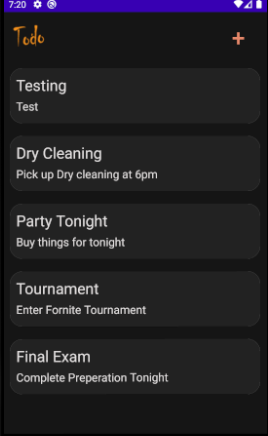 7:20
Todo
+
Testing
Test
Dry Cleaning
Pick up Dry cleaning at 6pm
Party Tonight
Buy things for tonight
Tournament
Enter Fornite Tournament
Final Exam
Complete Preperation Tonight